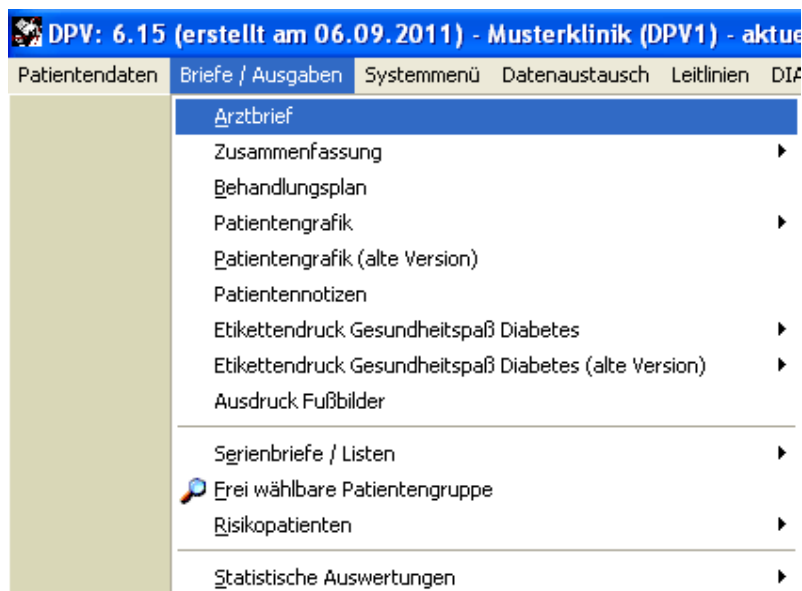 DPV: 6.15 (erstellt am 06.09.2011) - Musterklinik (DPV1) - aktue
Patientendaten Briefe / Ausgaben Systemmenü Datenaustausch Leitlinien DIA
Arztbrief
Zusammenfassung
Behandlungsplan
Patientengrafik
Patientengrafik (alte Version)
Patientennotizen
Etikettendruck Gesundheitspaß Diabetes
Etikettendruck Gesundheitspaß Diabetes (alte Version)
Ausdruck Fußbilder
Serienbriefe / Listen
Frei wählbare Patientengruppe
Risikopatienten
Statistische Auswertungen